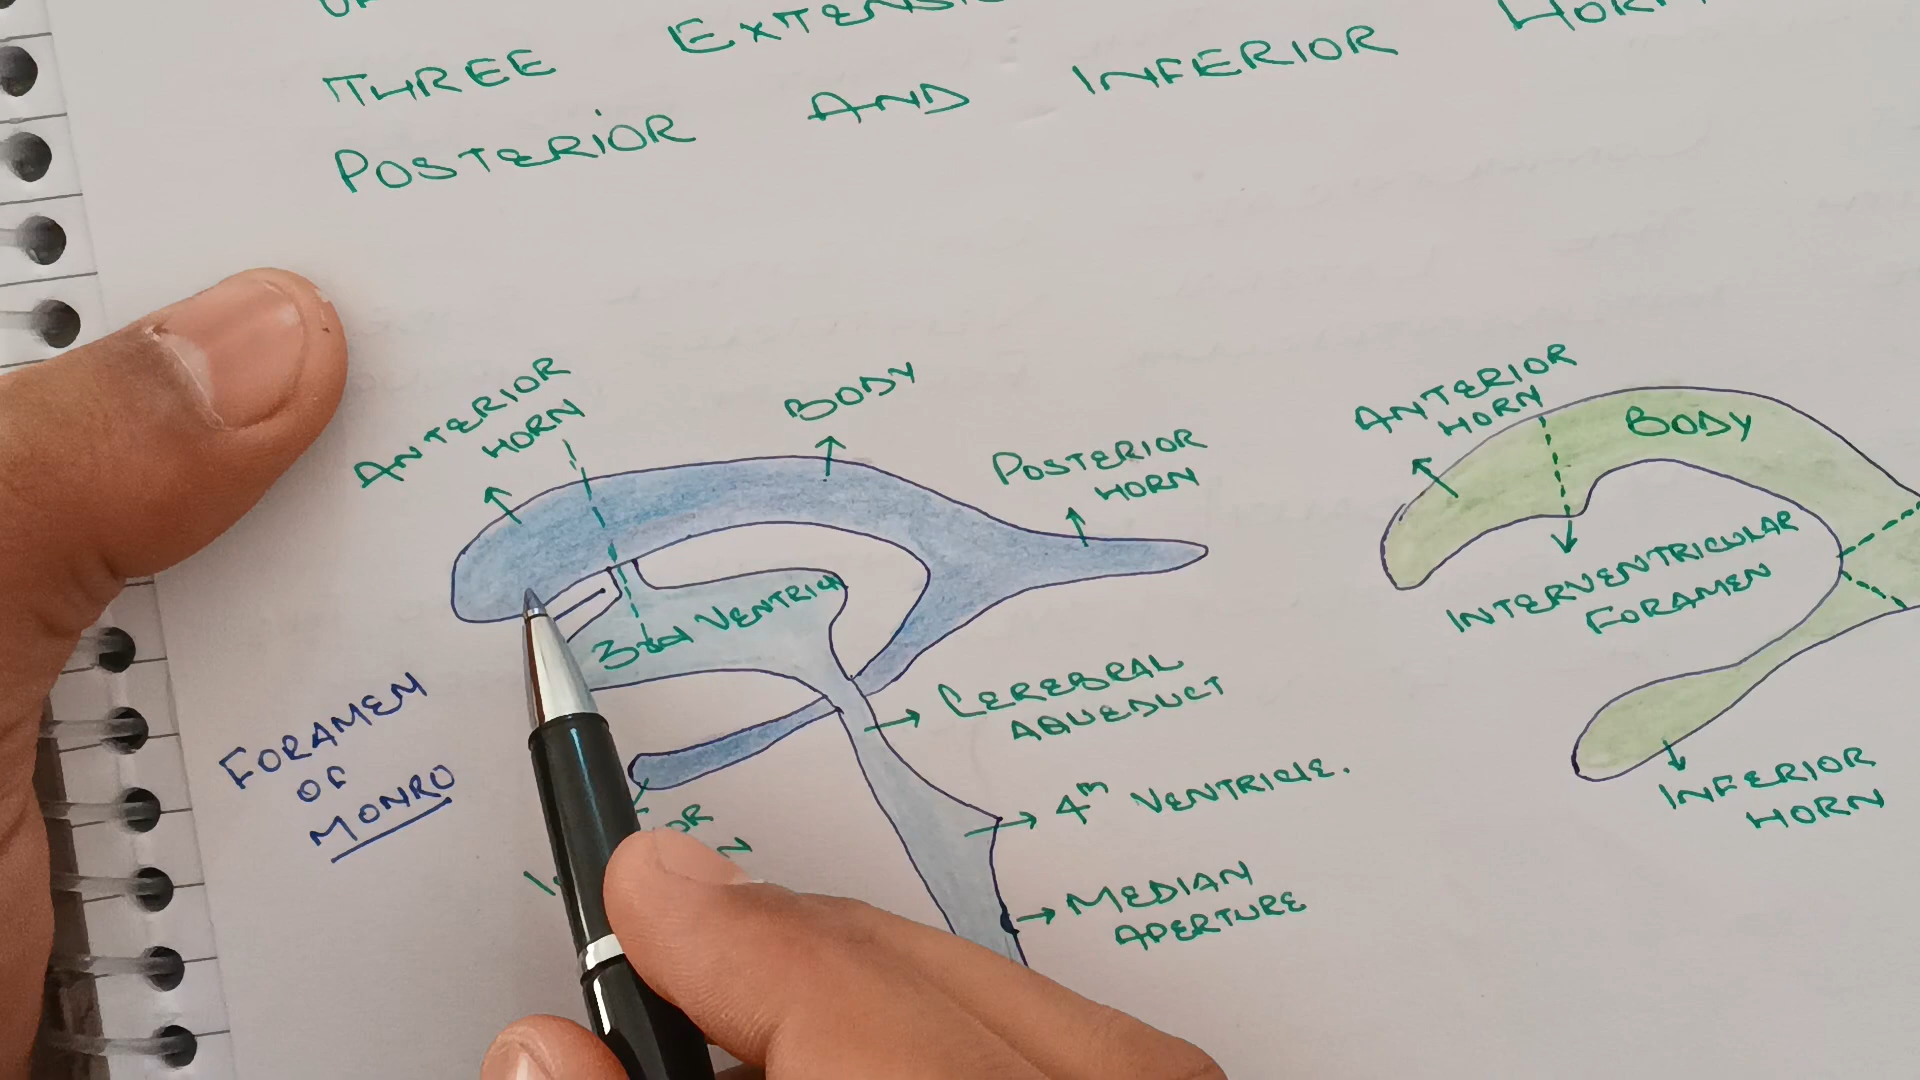 THREE
POSTERIOR AND INFERIOR
ANTERIOR
HORN
BODY
POSTERIOR
HORN
3rd VENTRICL
CEREBRAL
AQUEDUCT
4th VENTRICLE.
MEDIAN
APERTURE
FORAMEN
OF
MONRO
ANTERIOR
HORN
BODY
INTERVENTRICULAR
FORAMEN
INFERIOR
HORN